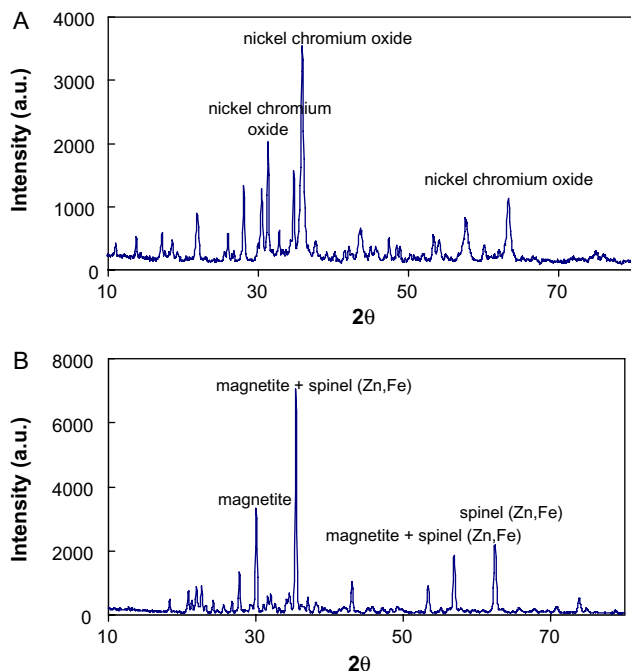 A
4000
3000
2000
1000
0
Intensity (a.u.)
nickel chromium oxide
nickel chromium
oxide
nickel chromium oxide
10
30
50
70
2θ
B
8000
6000
4000
2000
0
Intensity (a.u.)
magnetite + spinel (Zn,Fe)
magnetite
spinel (Zn,Fe)
magnetite + spinel (Zn,Fe)
10
30
50
70
2θ